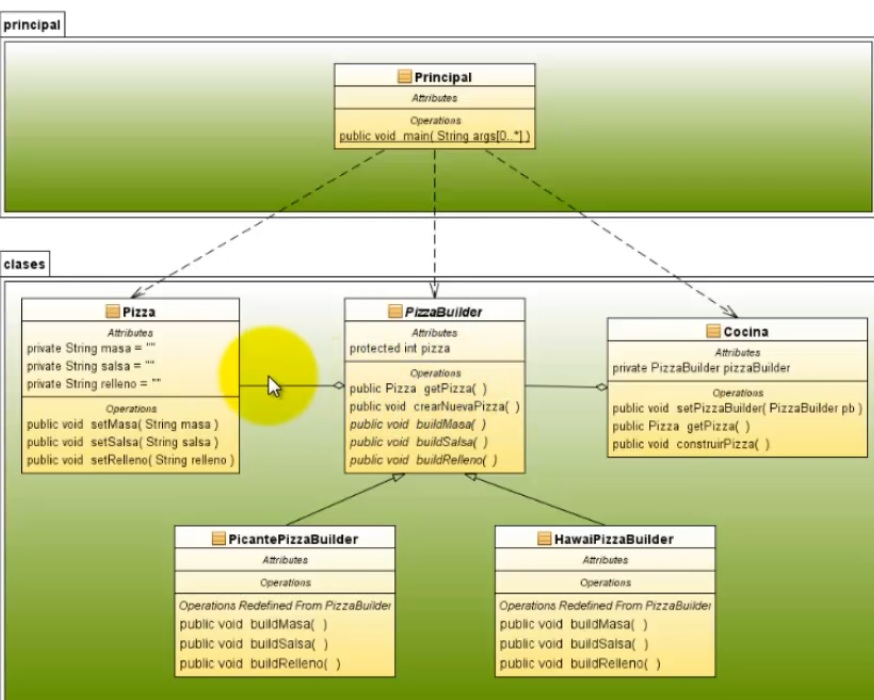 principal
Principal
Attributes
Operations
public void main( String args[0..*] )
clases
Pizza
Attributes
private String masa = ""
private String salsa = ""
private String relleno = ""
Operations
public void setMasa( String masa )
public void setSalsa( String salsa )
public void setRelleno( String relleno )
PizzaBuilder
Attributes
protected int pizza
Operations
public Pizza getPizza( )
public void crearNuevaPizza( )
public void buildMasa( )
public void buildSalsa( )
public void buildRelleno( )
Cocina
Attributes
private PizzaBuilder pizzaBuilder
Operations
public void setPizzaBuilder( PizzaBuilder pb )
public Pizza getPizza( )
public void construirPizza( )
PicantePizzaBuilder
Attributes
Operations
Operations Redefined From PizzaBuilder
public void buildMasa( )
public void buildSalsa( )
public void buildRelleno( )
HawaiPizzaBuilder
Attributes
Operations
Operations Redefined From PizzaBuilder
public void buildMasa( )
public void buildSalsa( )
public void buildRelleno( )